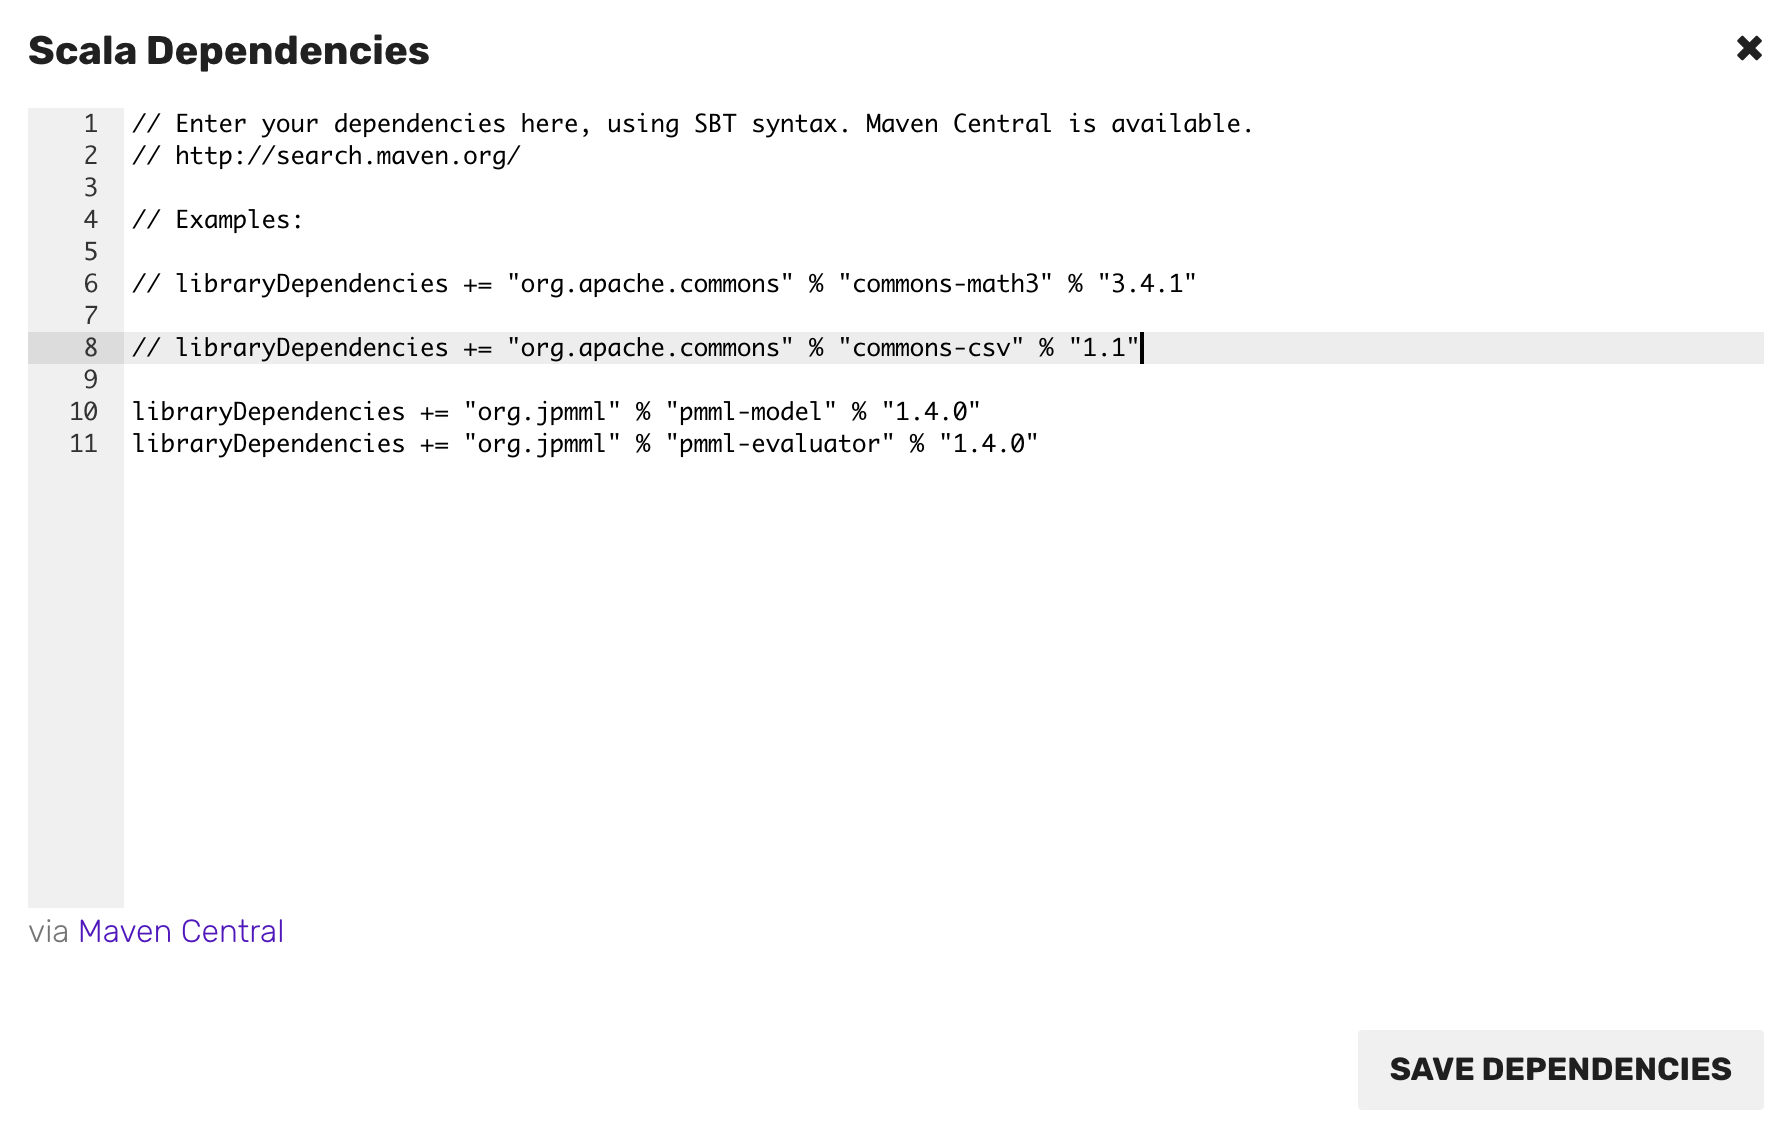 Scala Dependencies ✖
1 // Enter your dependencies here, using SBT syntax. Maven Central is available.
2 // http://search.maven.org/
3
4 // Examples:
5
6 // libraryDependencies += "org.apache.commons" % "commons-math3" % "3.4.1"
7
8 // libraryDependencies += "org.apache.commons" % "commons-csv" % "1.1"
9
10 libraryDependencies += "org.jpmml" % "pmml-model" % "1.4.0"
11 libraryDependencies += "org.jpmml" % "pmml-evaluator" % "1.4.0"
via Maven Central
SAVE DEPENDENCIES